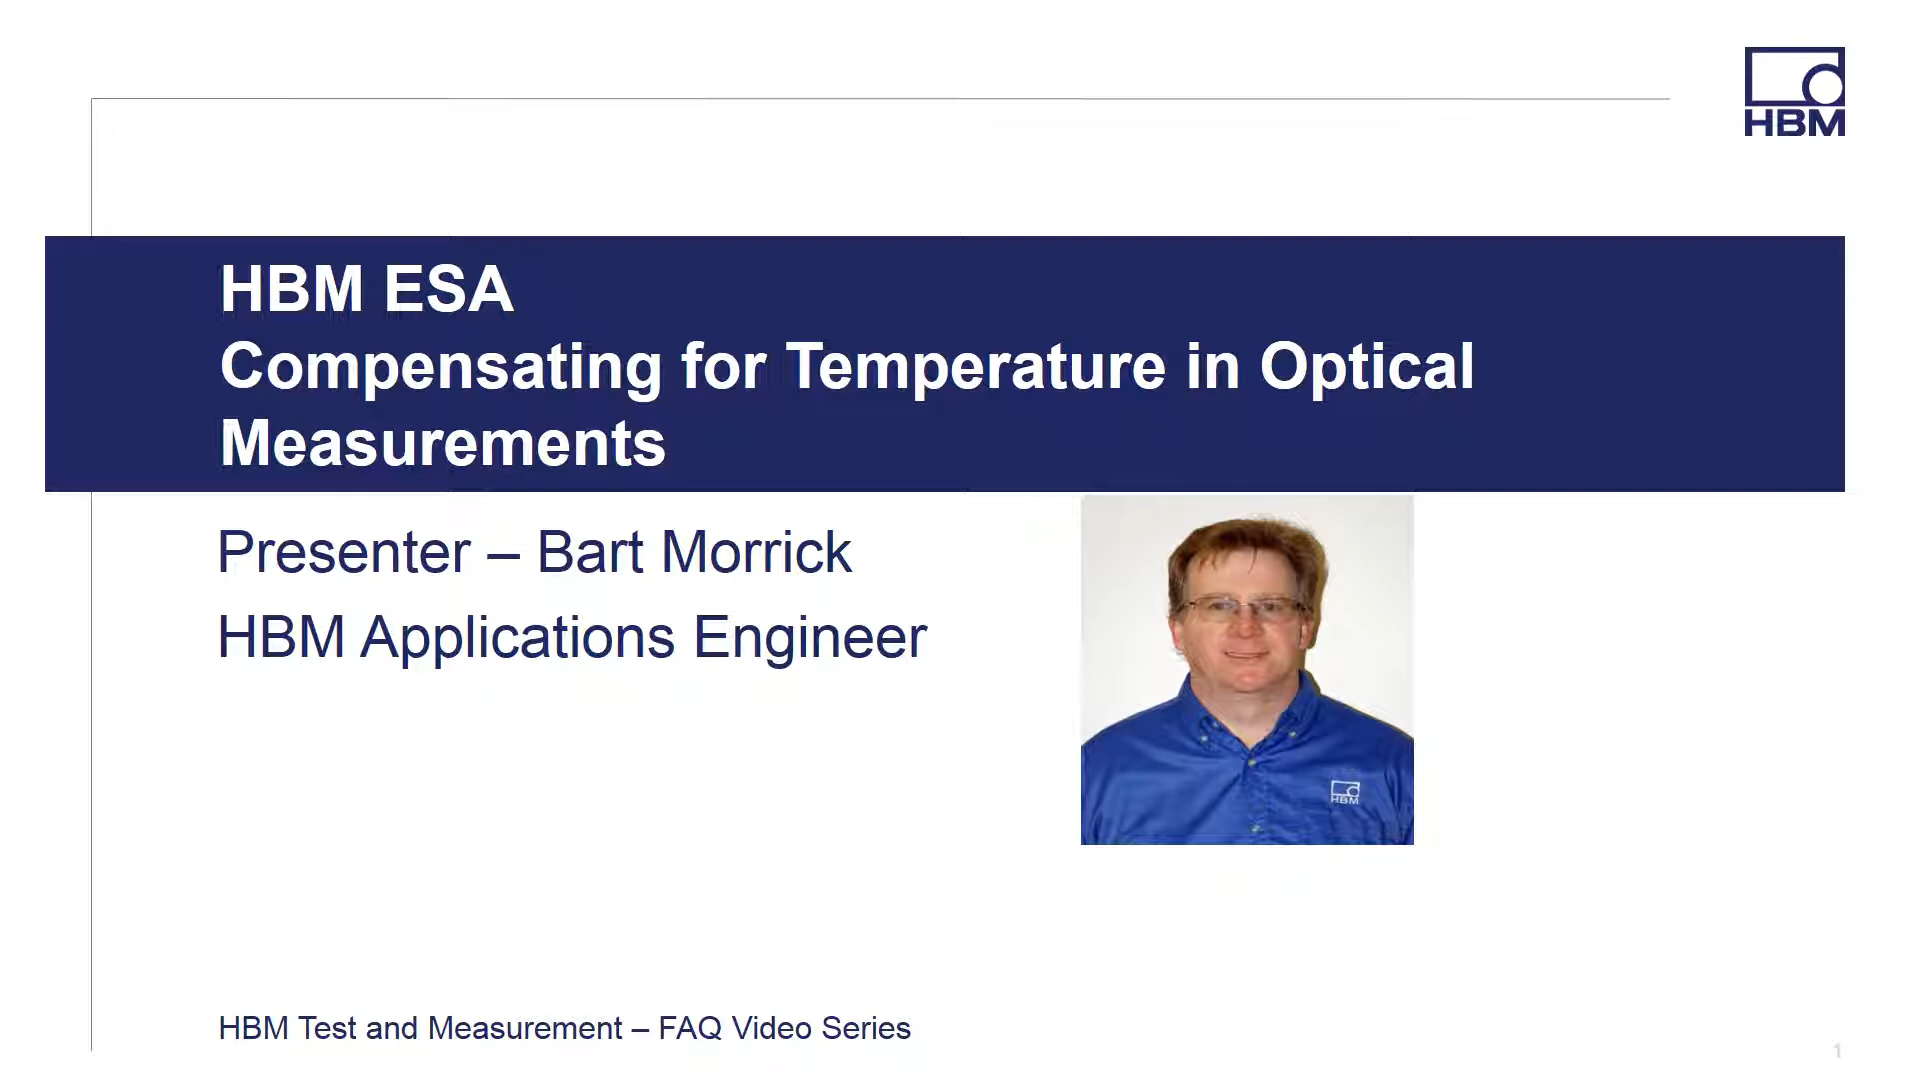 HBM
HBM ESA
Compensating for Temperature in Optical
Measurements
Presenter – Bart Morrick
HBM Applications Engineer
HBM
HBM Test and Measurement – FAQ Video Series
1